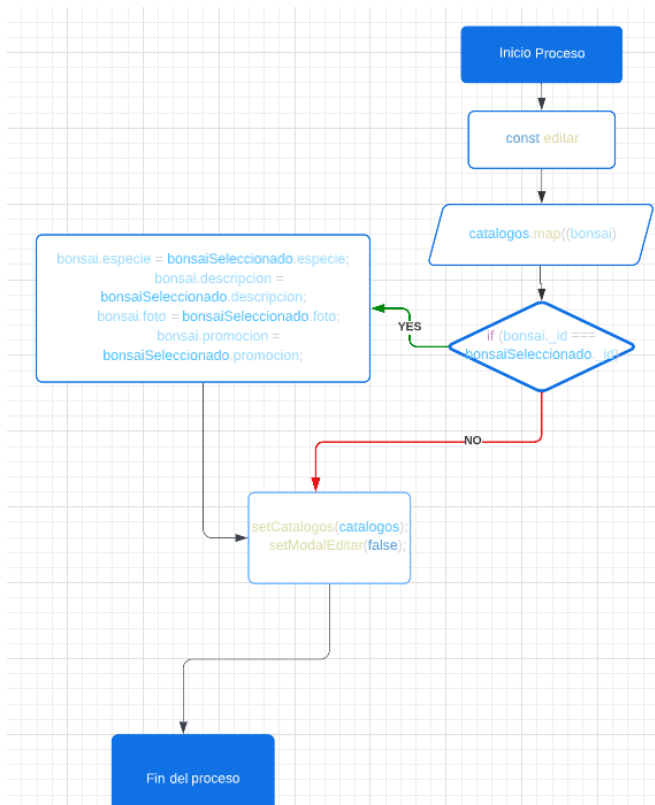 Inicio Proceso
const editar
catalogos.map((bonsai)
if (bonsai._id ===
bonsaiSeleccionado._id)
YES
bonsai.especie = bonsaiSeleccionado.especie;
bonsai.descripcion =
bonsaiSeleccionado.descripcion;
bonsai.foto = bonsaiSeleccionado.foto;
bonsai.promocion =
bonsaiSeleccionado.promocion;
NO
setCatalogos(catalogos);
setModalEditar(false);
Fin del proceso